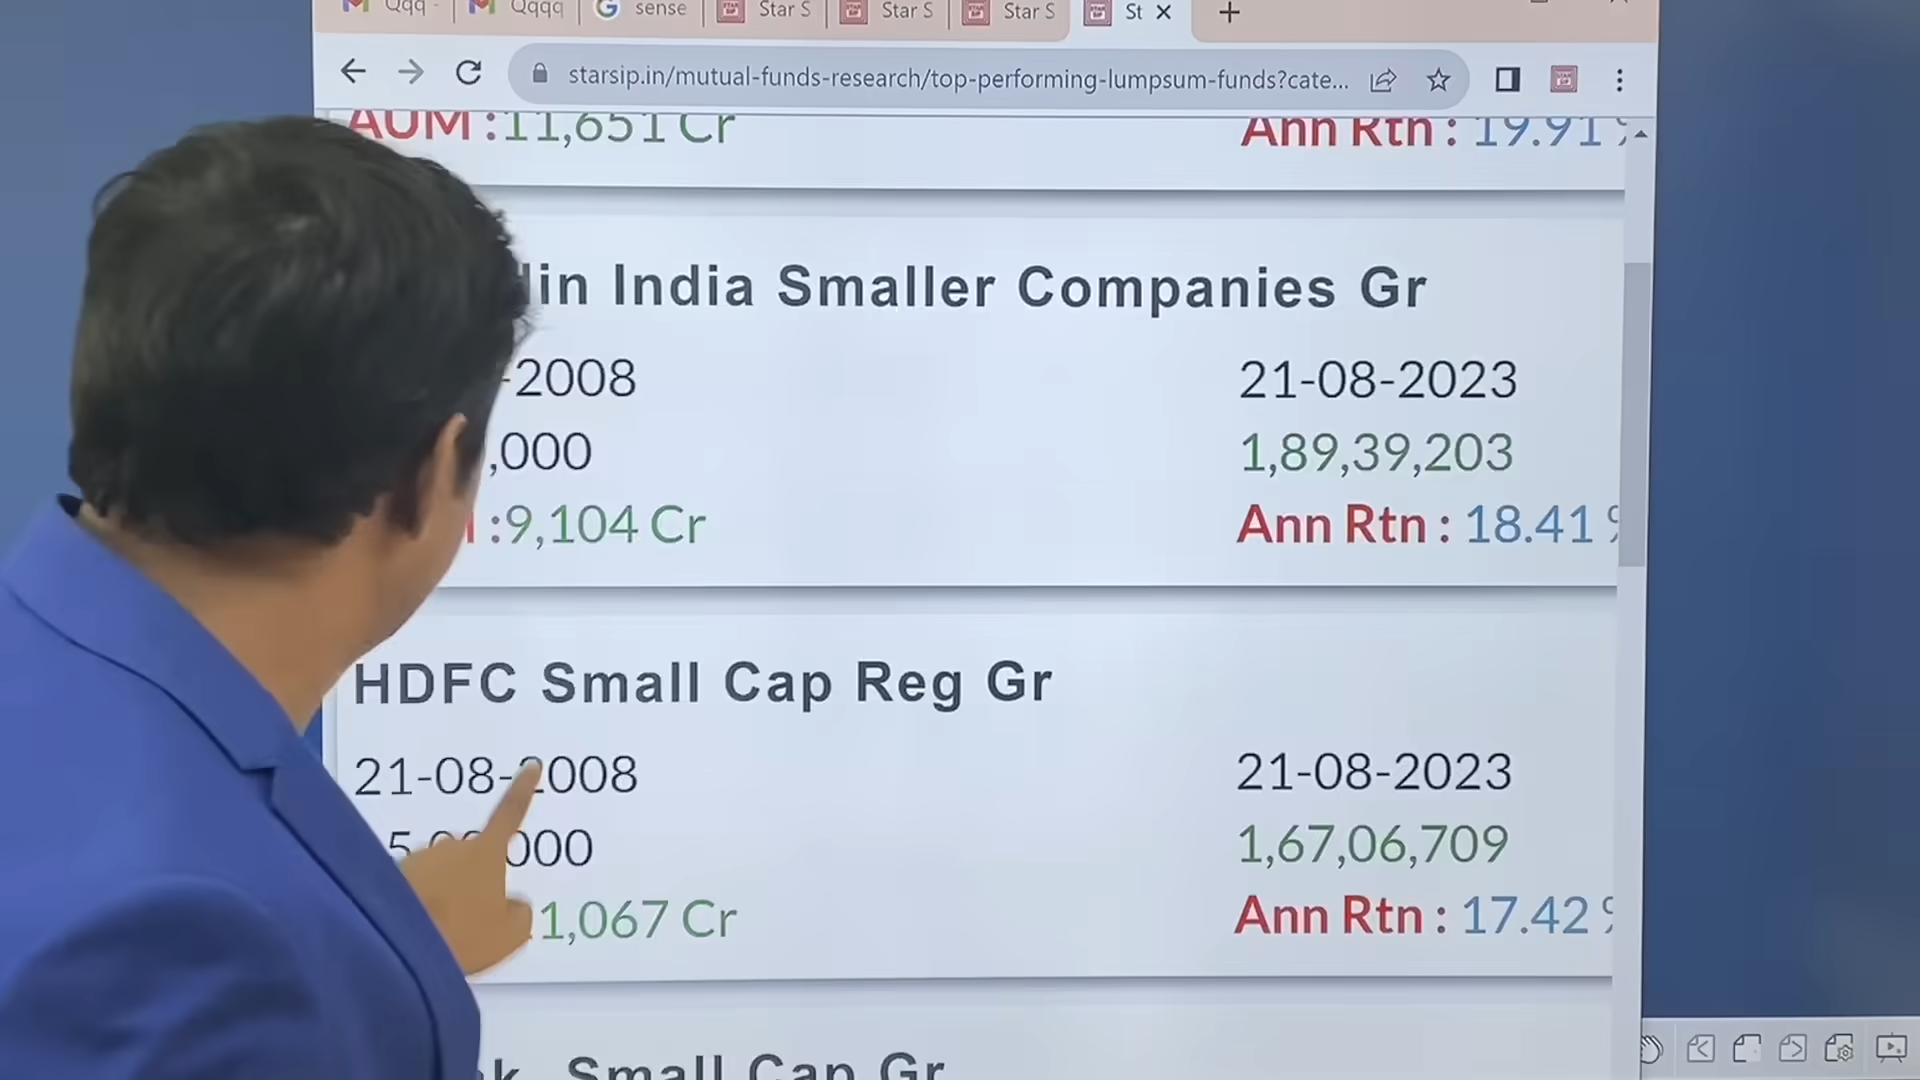 Qqq - Qqqq sense Star S Star S Star S St
starsip.in/mutual-funds-research/top-performing-lumpsum-funds?cate...
AUM :11,651 Cr Ann Rtn : 19.91
lin India Smaller Companies Gr
-2008 21-08-2023
,000 1,89,39,203
:9,104 Cr Ann Rtn : 18.41 %
HDFC Small Cap Reg Gr
21-08-2008 21-08-2023
5,00,000 1,67,06,709
1,067 Cr Ann Rtn : 17.42 %
k Small Cap Gr